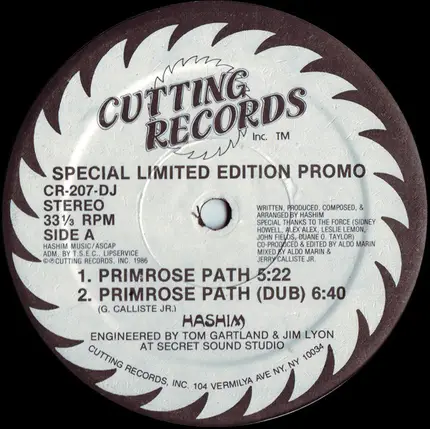 CUTTING
RECORDS
Inc. TM
SPECIAL LIMITED EDITION PROMO
CR-207-DJ
STEREO
33⅓ RPM
SIDE A
HASHIM MUSIC/ASCAP
ADM. BY T.S.E.C., LIPSERVICE
©℗CUTTING RECORDS, INC. 1986
WRITTEN, PRODUCED, COMPOSED, &
ARRANGED BY HASHIM
SPECIAL THANKS TO THE FORCE (SIDNEY
HOWELL, ALEX ALEX, LESLIE LEMON,
JOHN FIELDS, DUANE O. TAYLOR)
CO-PRODUCED & EDITED BY ALDO MARIN
MIXED BY ALDO MARIN &
JERRY CALLISTE JR.
1. PRIMROSE PATH 5:22
2. PRIMROSE PATH (DUB) 6:40
(G. CALLISTE JR.)
HASHIM
ENGINEERED BY TOM GARTLAND & JIM LYON
AT SECRET SOUND STUDIO
CUTTING RECORDS, INC. 104 VERMILYA AVE NY, NY 10034